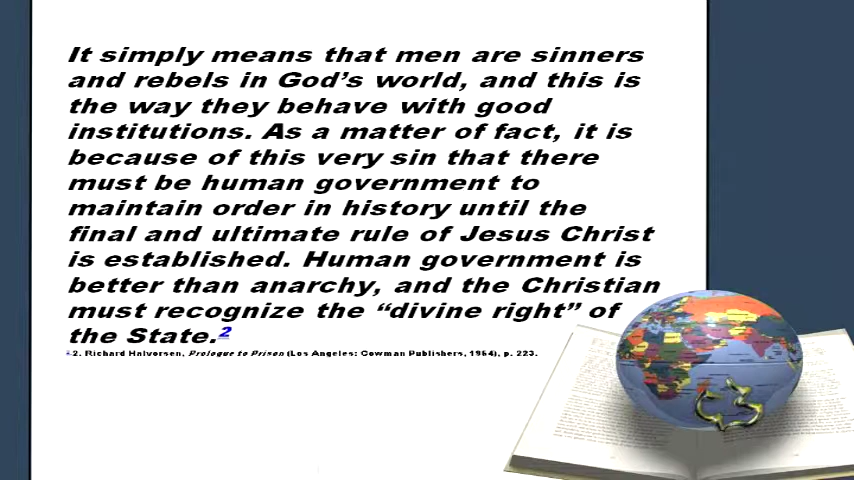 It simply means that men are sinners
and rebels in God’s world, and this is
the way they behave with good
institutions. As a matter of fact, it is
because of this very sin that there
must be human government to
maintain order in history until the
final and ultimate rule of Jesus Christ
is established. Human government is
better than anarchy, and the Christian
must recognize the “divine right” of
the State.2
2. Richard Halvorsen, Prologue to Prison (Los Angeles: Cowman Publishers, 1964), p. 223.